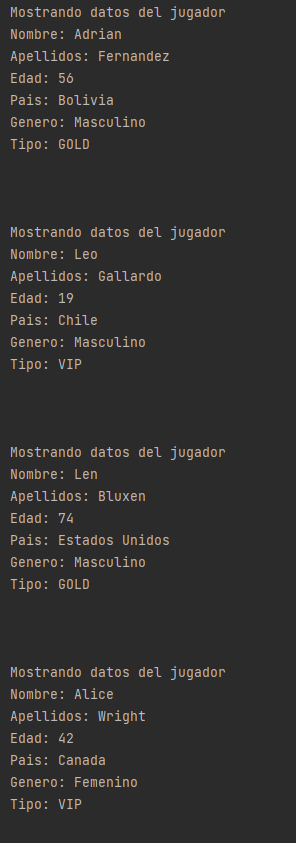 Mostrando datos del jugador
Nombre: Adrian
Apellidos: Fernandez
Edad: 56
Pais: Bolivia
Genero: Masculino
Tipo: GOLD
Mostrando datos del jugador
Nombre: Leo
Apellidos: Gallardo
Edad: 19
Pais: Chile
Genero: Masculino
Tipo: VIP
Mostrando datos del jugador
Nombre: Len
Apellidos: Bluxen
Edad: 74
Pais: Estados Unidos
Genero: Masculino
Tipo: GOLD
Mostrando datos del jugador
Nombre: Alice
Apellidos: Wright
Edad: 42
Pais: Canada
Genero: Femenino
Tipo: VIP